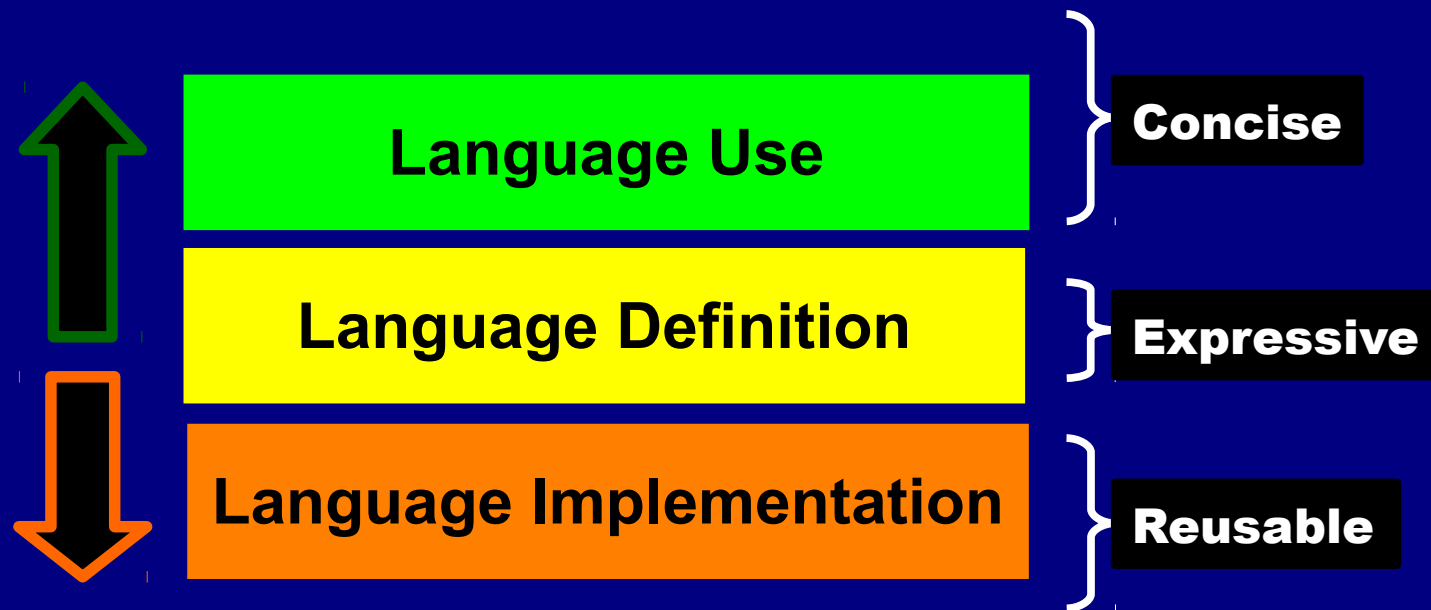 Language Use
Concise
Language Definition
Expressive
Language Implementation
Reusable